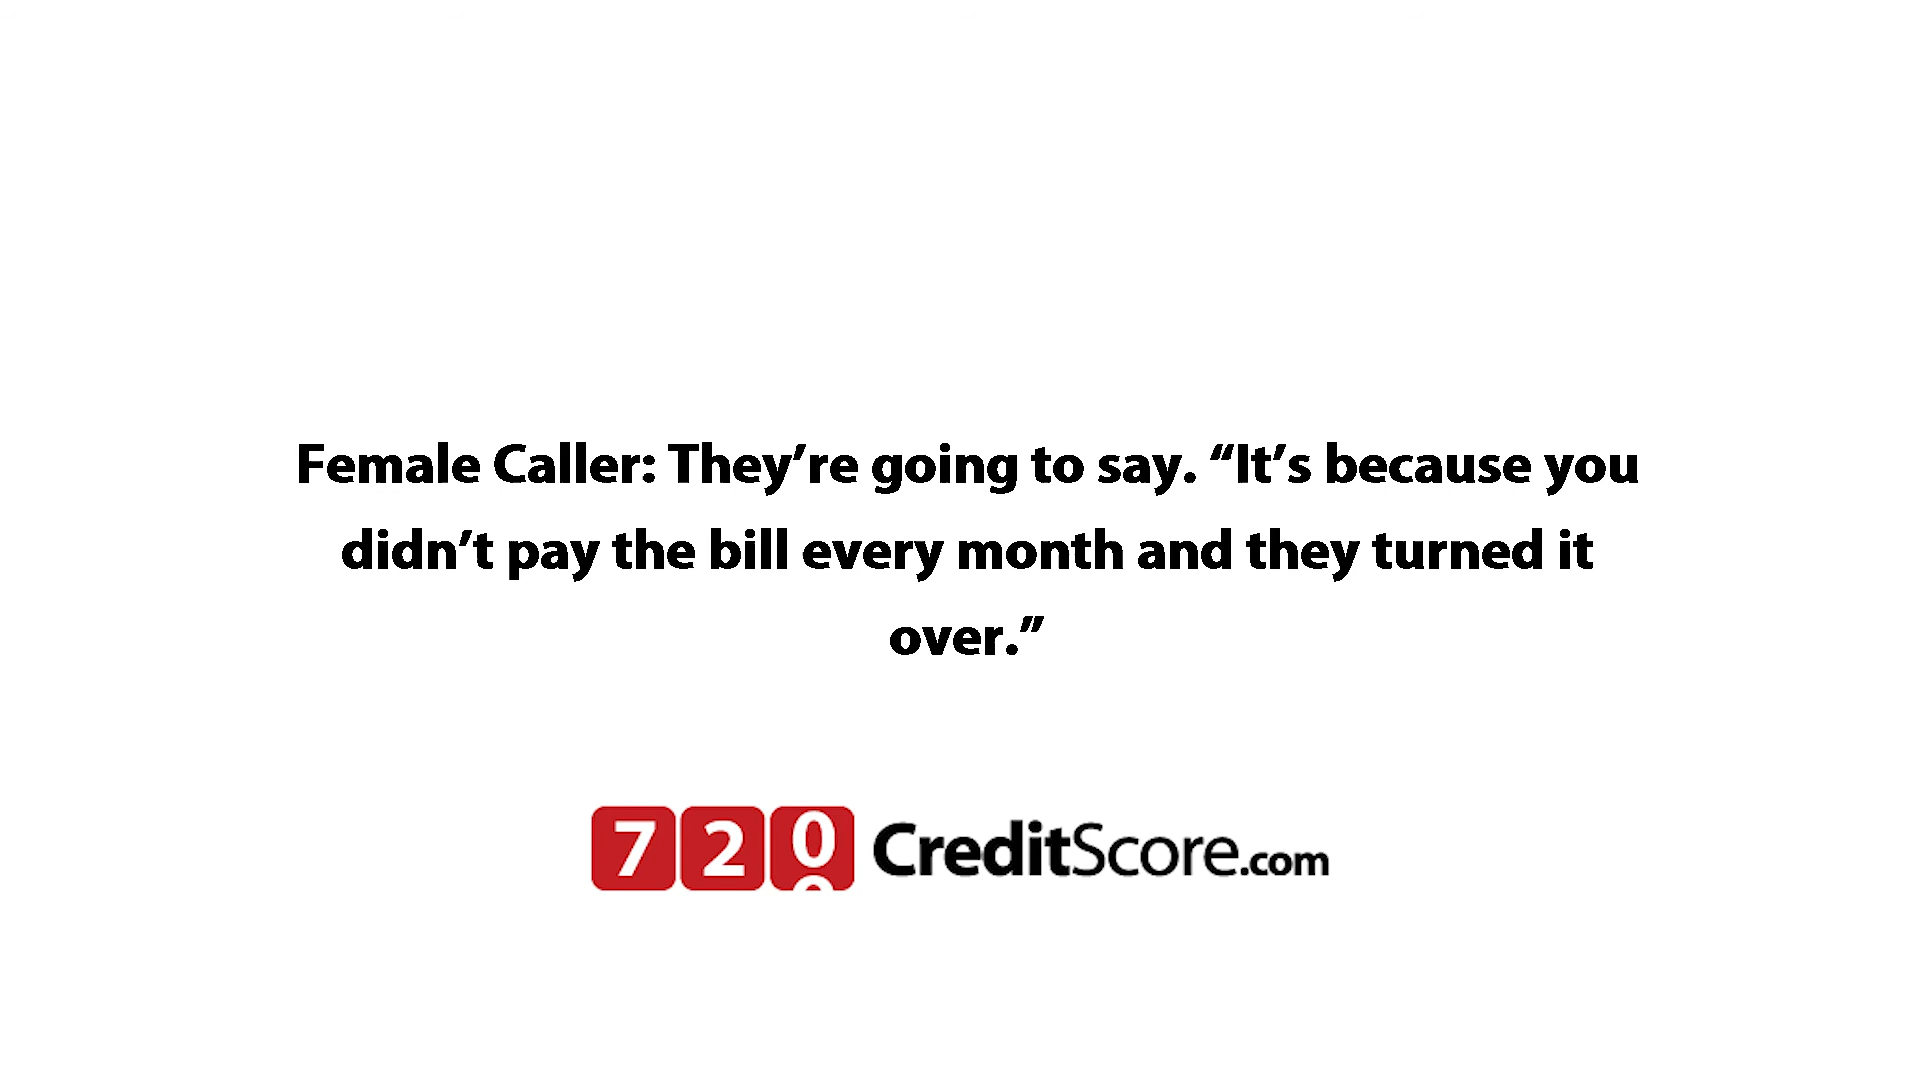 Female Caller: They’re going to say. “It’s because you
didn’t pay the bill every month and they turned it
over.”
720 CreditScore.com